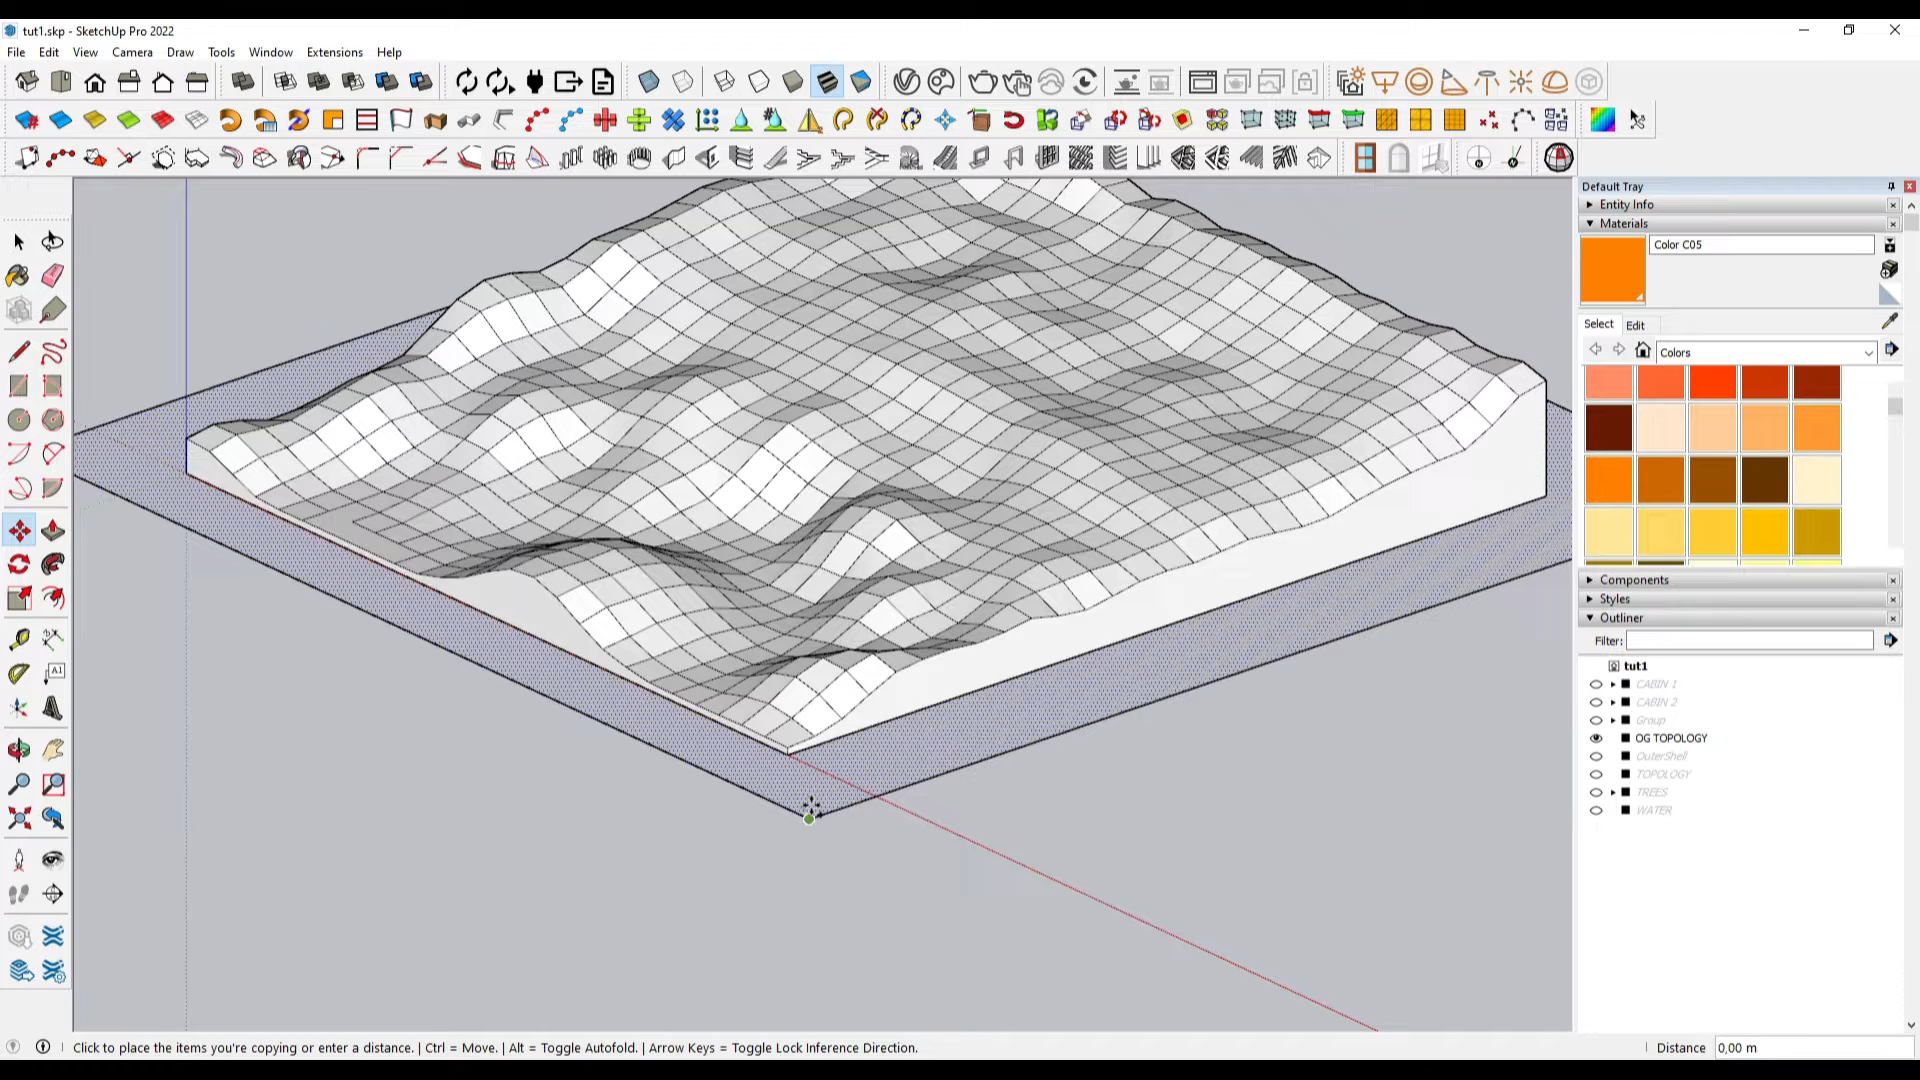 tut1.skp - SketchUp Pro 2022
File Edit View Camera Draw Tools Window Extensions Help
Default Tray
Entity Info
Materials
Color C05
Select Edit
Colors
A1
Components
Styles
Outliner
Filter:
tut1
CABIN 1
CABIN 2
Group
OG TOPOLOGY
OuterShell
TOPOLOGY
TREES
WATER
Click to place the items you're copying or enter a distance. | Ctrl = Move. | Alt = Toggle Autofold. | Arrow Keys = Toggle Lock Inference Direction.
Distance 0,00 m